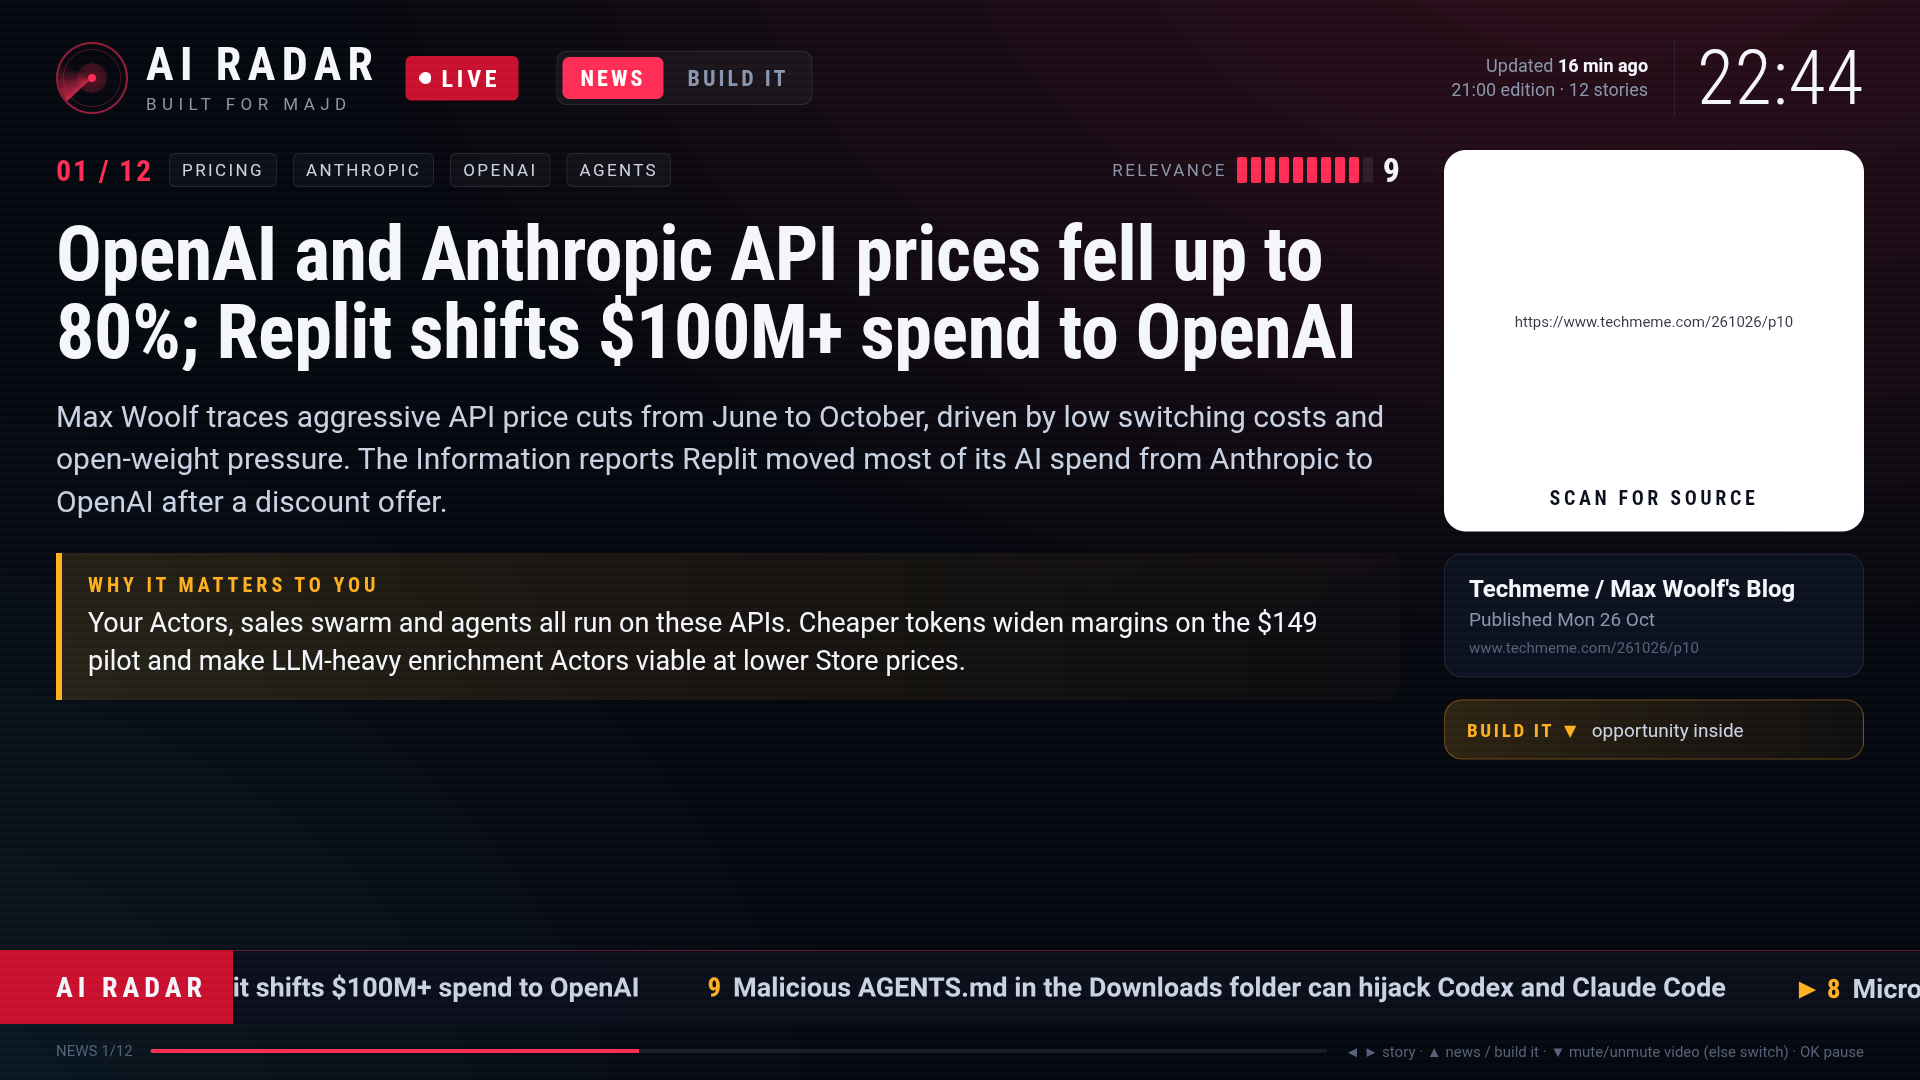 AI RADAR
BUILT FOR MAJD
LIVE
NEWS
BUILD IT
Updated 16 min ago
21:00 edition · 12 stories
22:44
01 / 12
PRICING
ANTHROPIC
OPENAI
AGENTS
RELEVANCE
9
OpenAI and Anthropic API prices fell up to
80%; Replit shifts $100M+ spend to OpenAI
Max Woolf traces aggressive API price cuts from June to October, driven by low switching costs and
open-weight pressure. The Information reports Replit moved most of its AI spend from Anthropic to
OpenAI after a discount offer.
WHY IT MATTERS TO YOU
Your Actors, sales swarm and agents all run on these APIs. Cheaper tokens widen margins on the $149
pilot and make LLM-heavy enrichment Actors viable at lower Store prices.
https://www.techmeme.com/261026/p10
SCAN FOR SOURCE
Techmeme / Max Woolf's Blog
Published Mon 26 Oct
www.techmeme.com/261026/p10
BUILD IT ▼ opportunity inside
AI RADAR
it shifts $100M+ spend to OpenAI
9 Malicious AGENTS.md in the Downloads folder can hijack Codex and Claude Code
▶ 8 Micro
NEWS 1/12
◄ ► story · ▲ news / build it · ▼ mute/unmute video (else switch) · OK pause